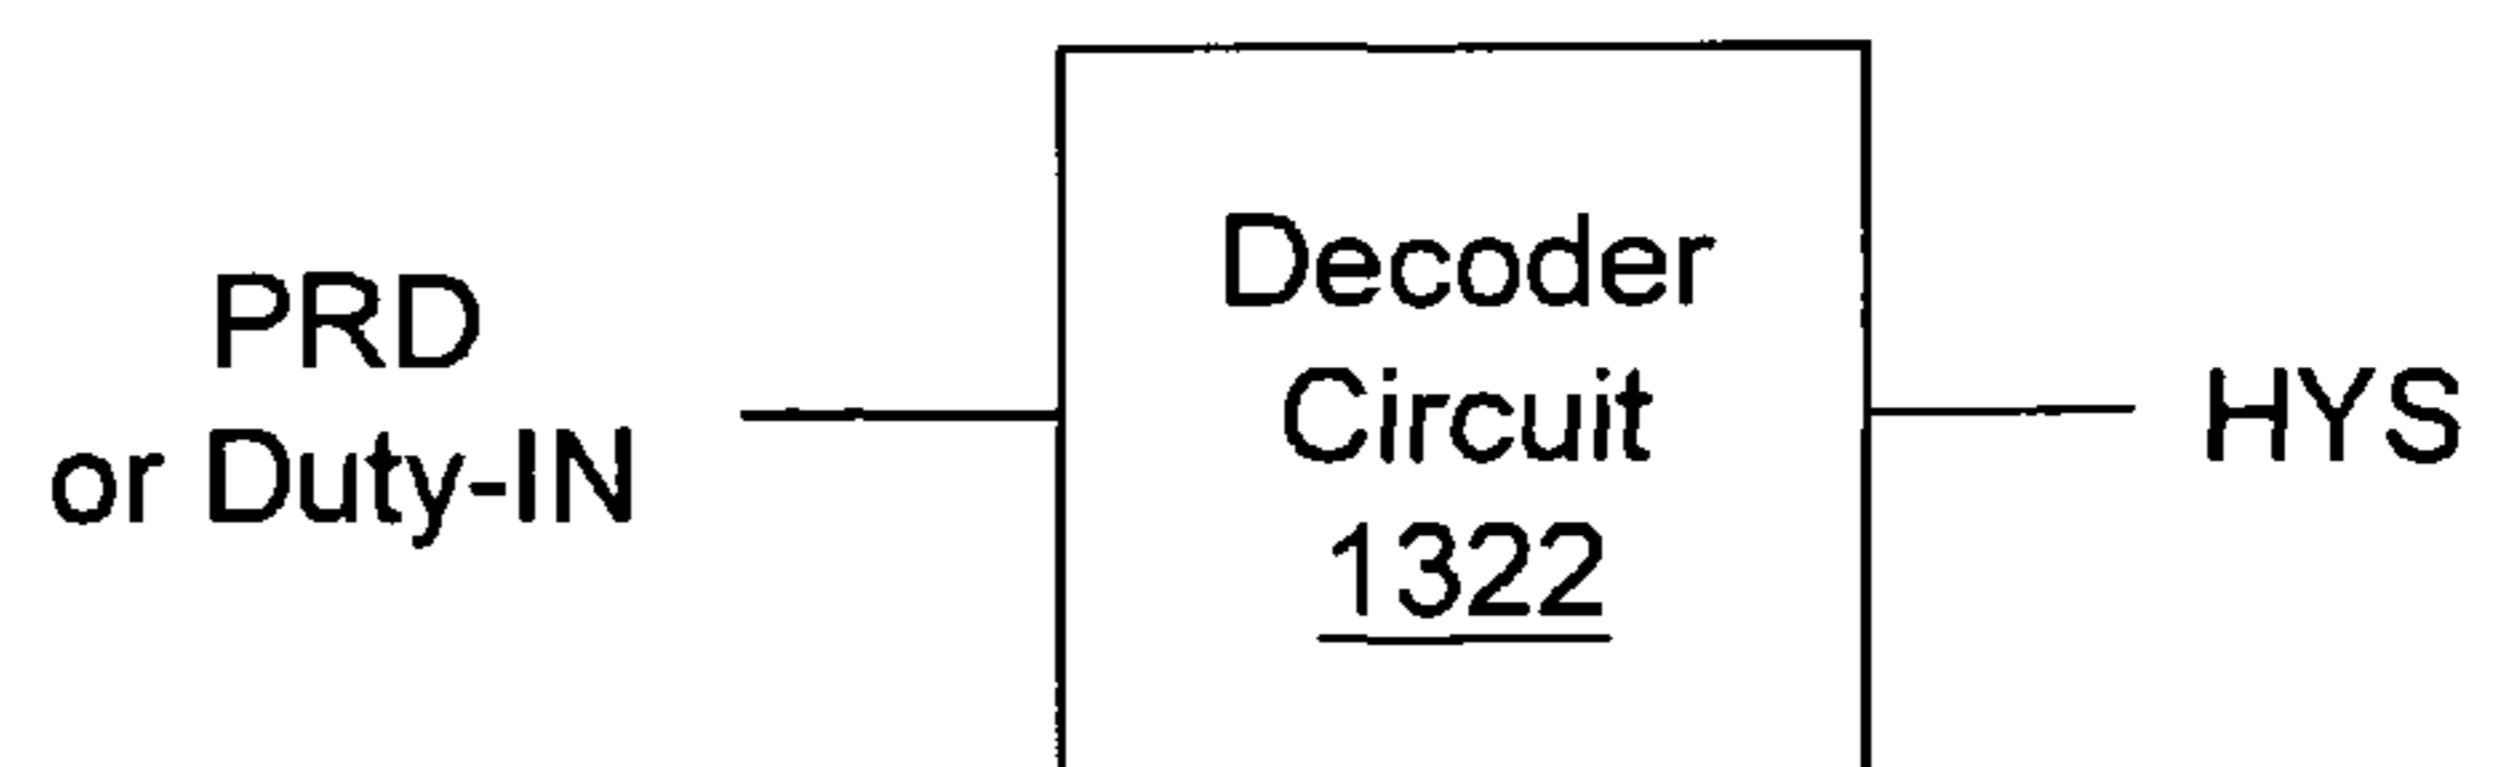 PRD
or Duty-IN
Decoder
Circuit
1322
HYS